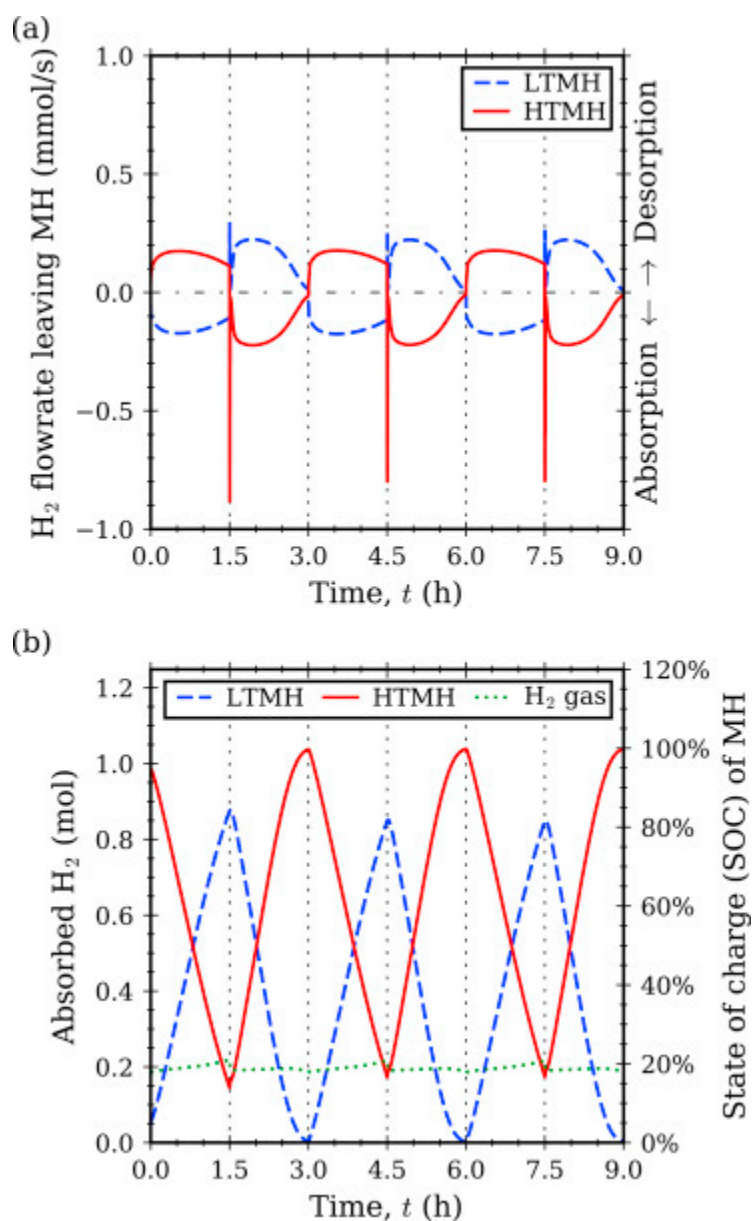 (a)
H₂ flowrate leaving MH (mmol/s)
1.0
0.5
0.0
−0.5
−1.0
LTMH
HTMH
Absorption ← → Desorption
0.0 1.5 3.0 4.5 6.0 7.5 9.0
Time, t (h)
(b)
Absorbed H₂ (mol)
1.2
1.0
0.8
0.6
0.4
0.2
0.0
LTMH HTMH H₂ gas
120%
100%
80%
60%
40%
20%
0%
State of charge (SOC) of MH
0.0 1.5 3.0 4.5 6.0 7.5 9.0
Time, t (h)